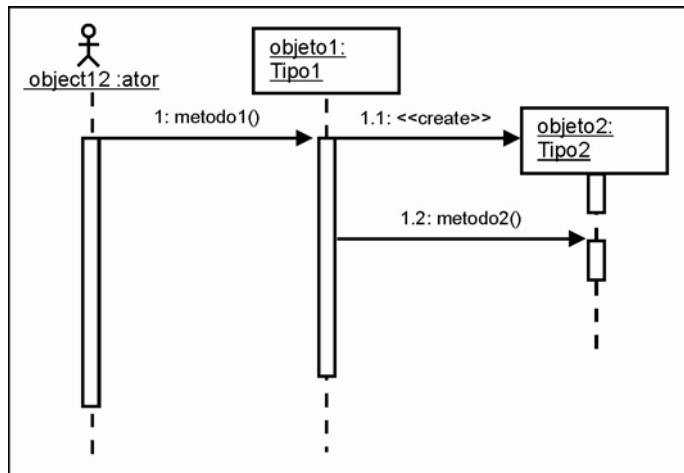 object12 :ator
objeto1:
Tipo1
1: metodo1()
1.1: <<create>>
objeto2:
Tipo2
1.2: metodo2()